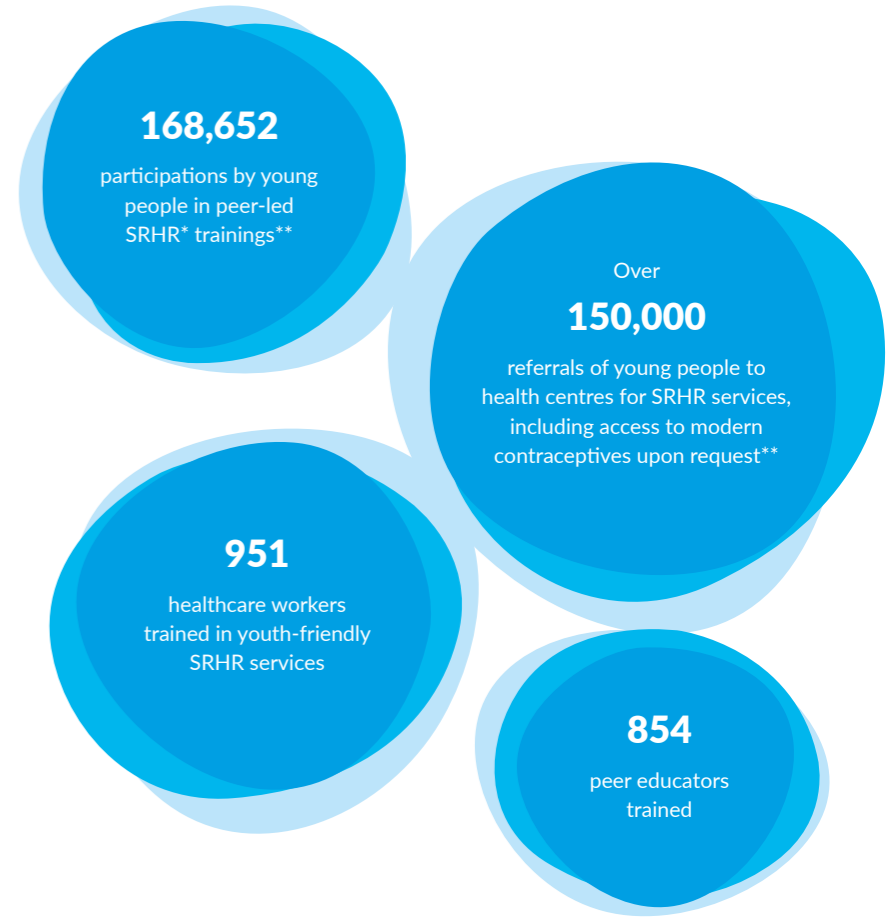 168,652
participations by young
people in peer-led
SRHR* trainings**
Over
150,000
referrals of young people to
health centres for SRHR services,
including access to modern
contraceptives upon request**
951
healthcare workers
trained in youth-friendly
SRHR services
854
peer educators
trained